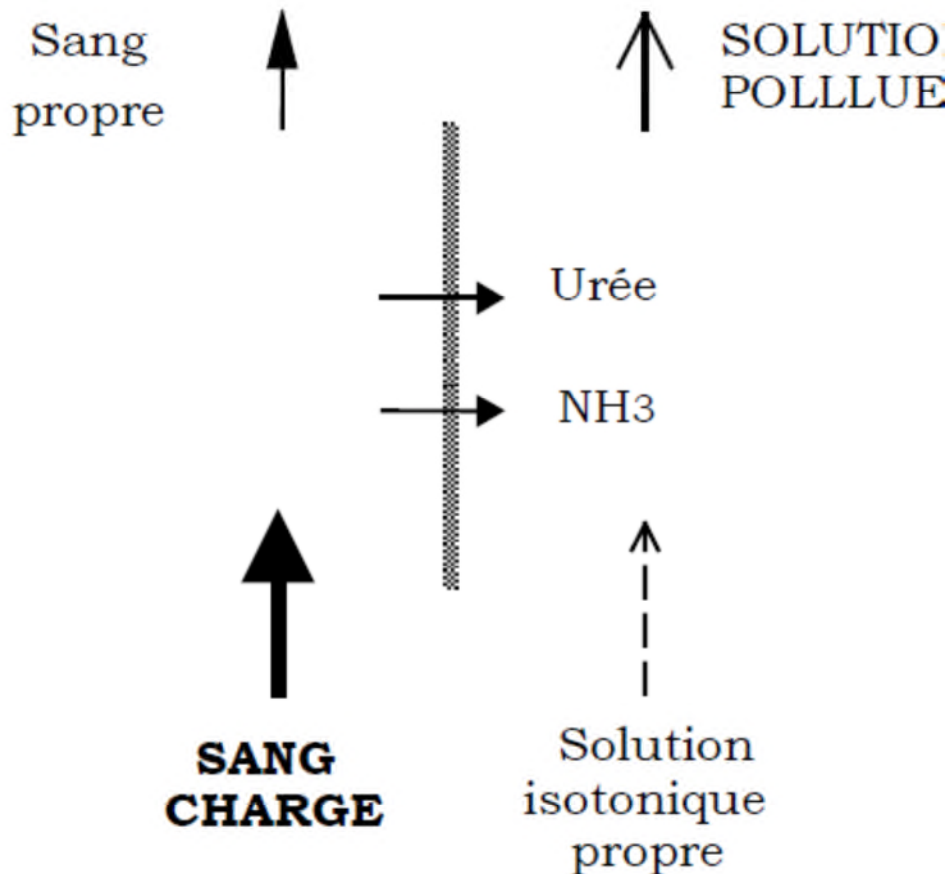 Sang
propre
SOLUTIO
POLLLUE
Urée
NH3
SANG
CHARGE
Solution
isotonique
propre